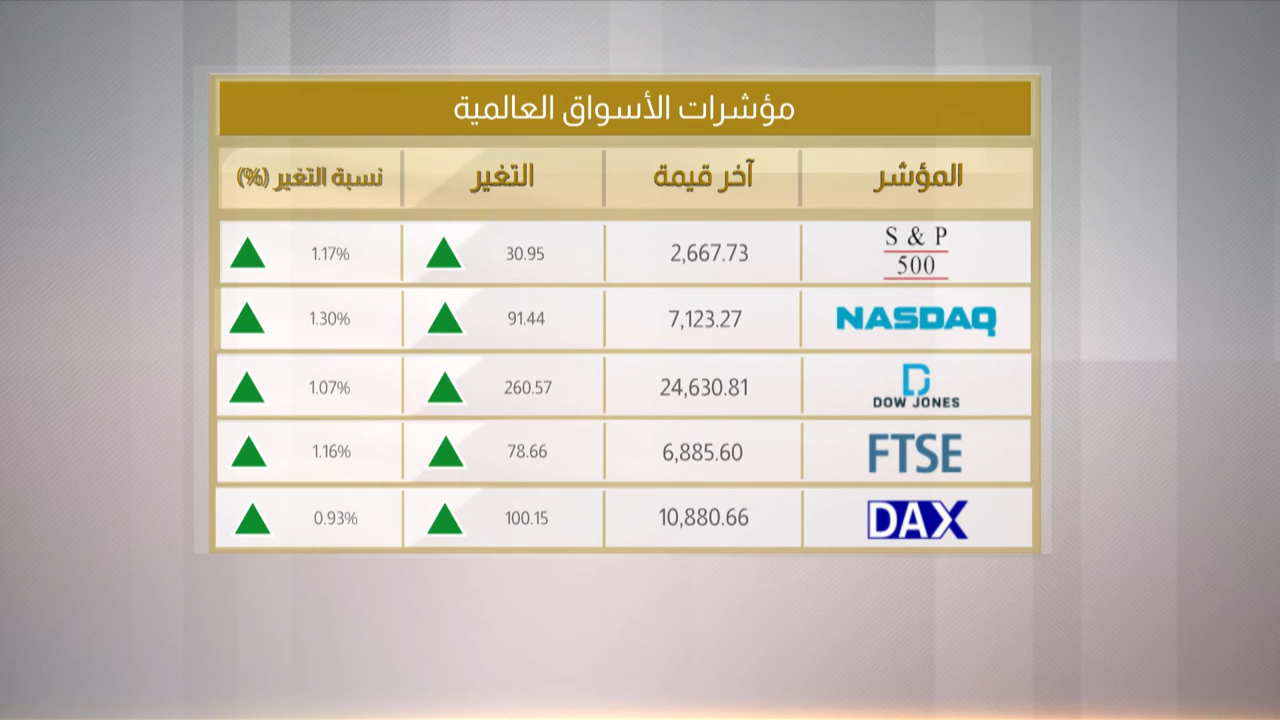 مؤشرات الأسواق العالمية
المؤشر آخر قيمة التغير نسبة التغير (%)
S & P 500 2,667.73 30.95 1.17%
NASDAQ 7,123.27 91.44 1.30%
DOW JONES 24,630.81 260.57 1.07%
FTSE 6,885.60 78.66 1.16%
DAX 10,880.66 100.15 0.93%